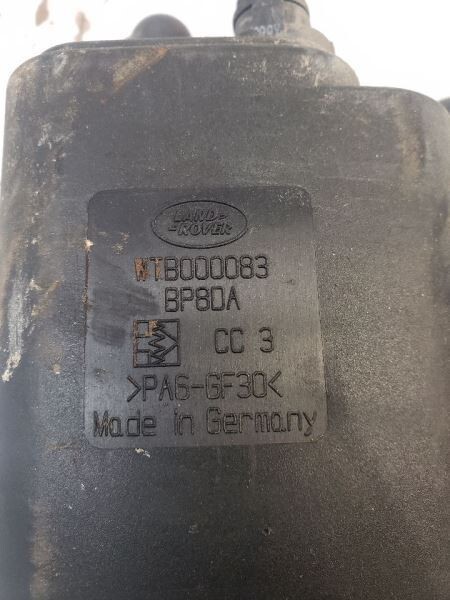 LAND-
-ROVER
WTB000083
BP8DA
CC 3
>PA6-GF30<
Made in Germany